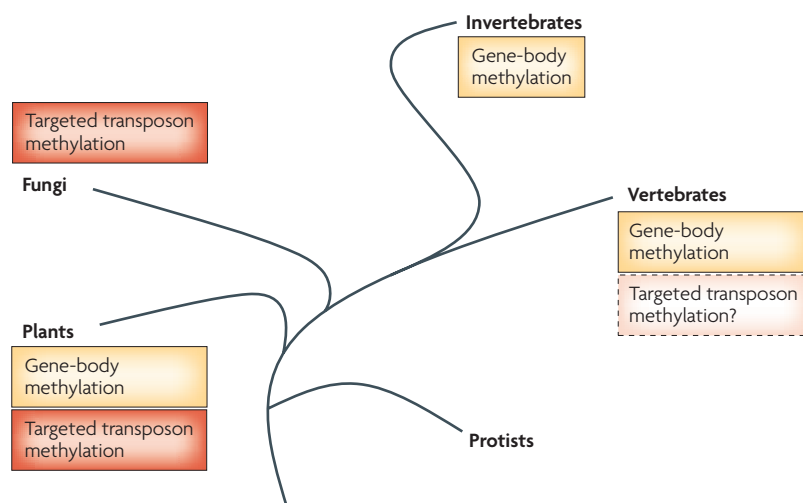 Invertebrates
Gene-body
methylation
Targeted transposon
methylation
Fungi
Vertebrates
Gene-body
methylation
Targeted transposon
methylation?
Plants
Gene-body
methylation
Targeted transposon
methylation
Protists